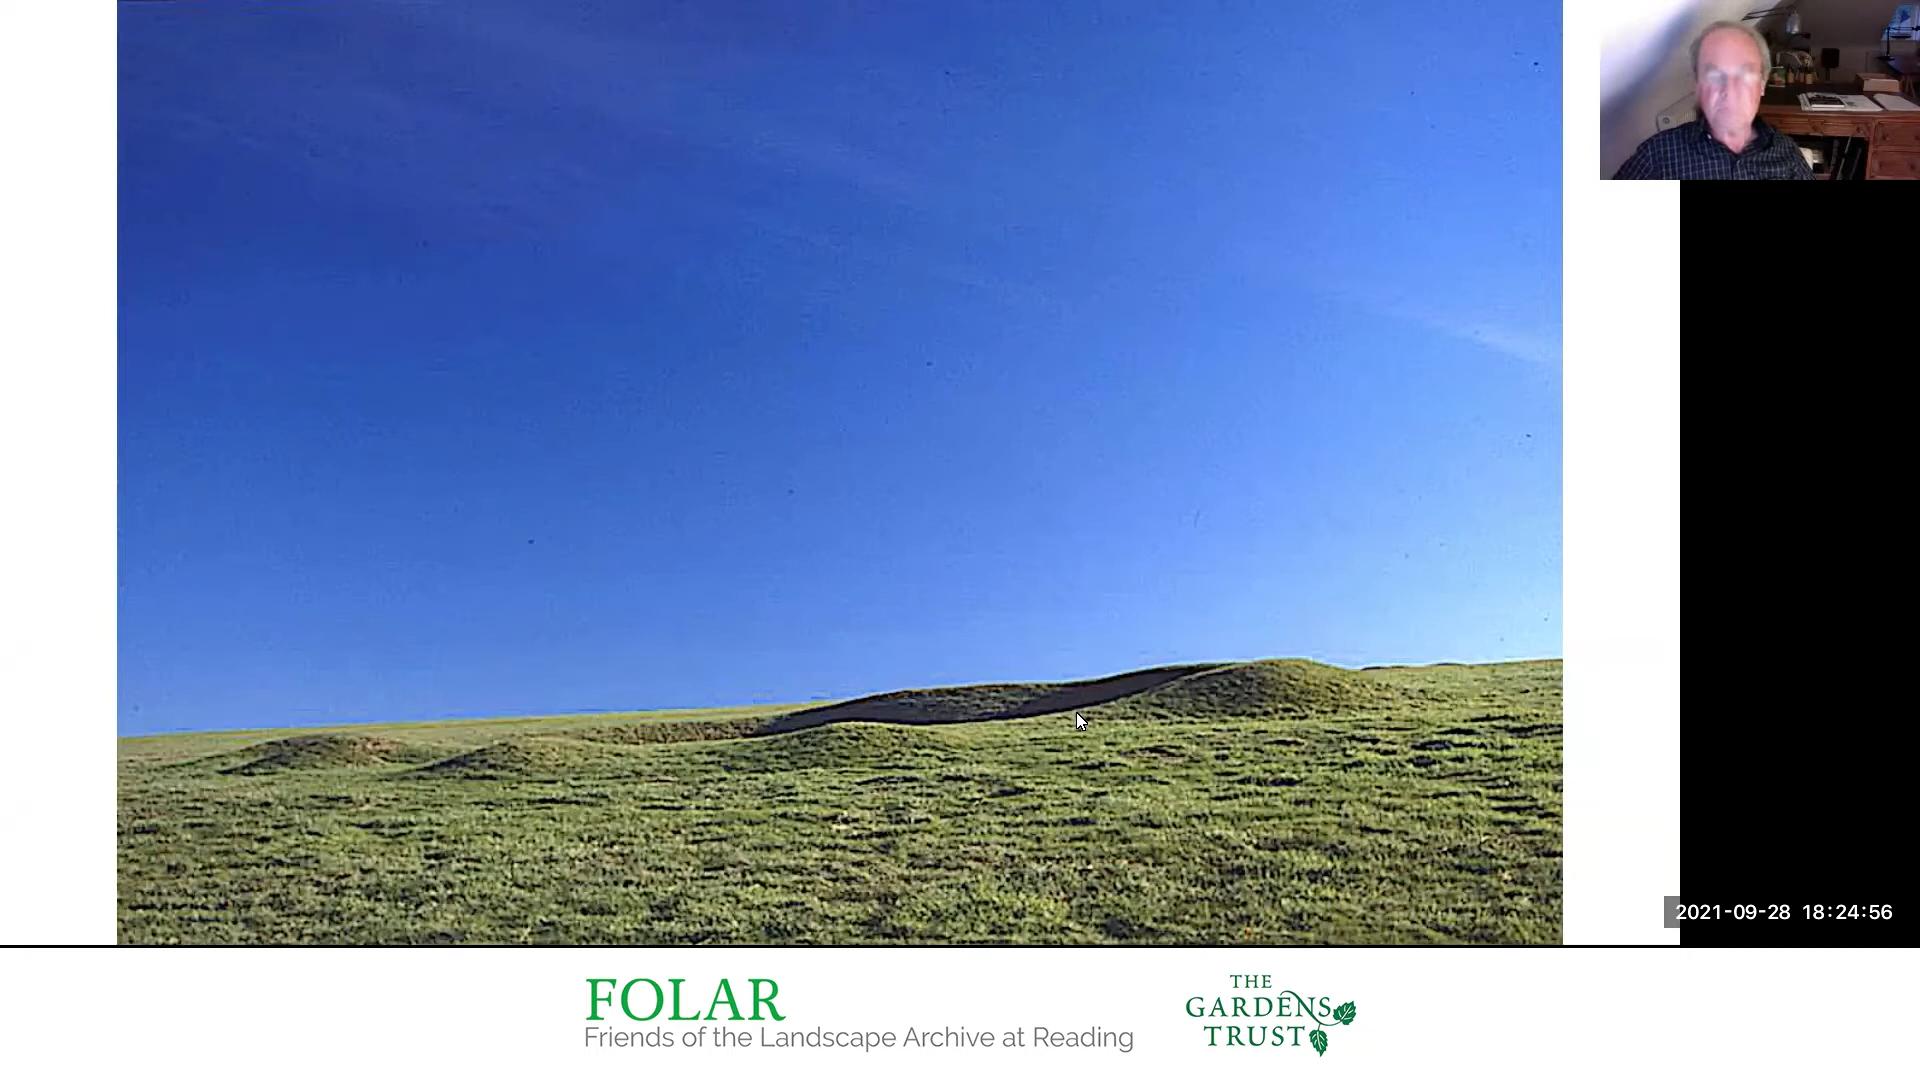 2021-09-28 18:24:56
FOLAR
Friends of the Landscape Archive at Reading
THE
GARDENS
TRUST